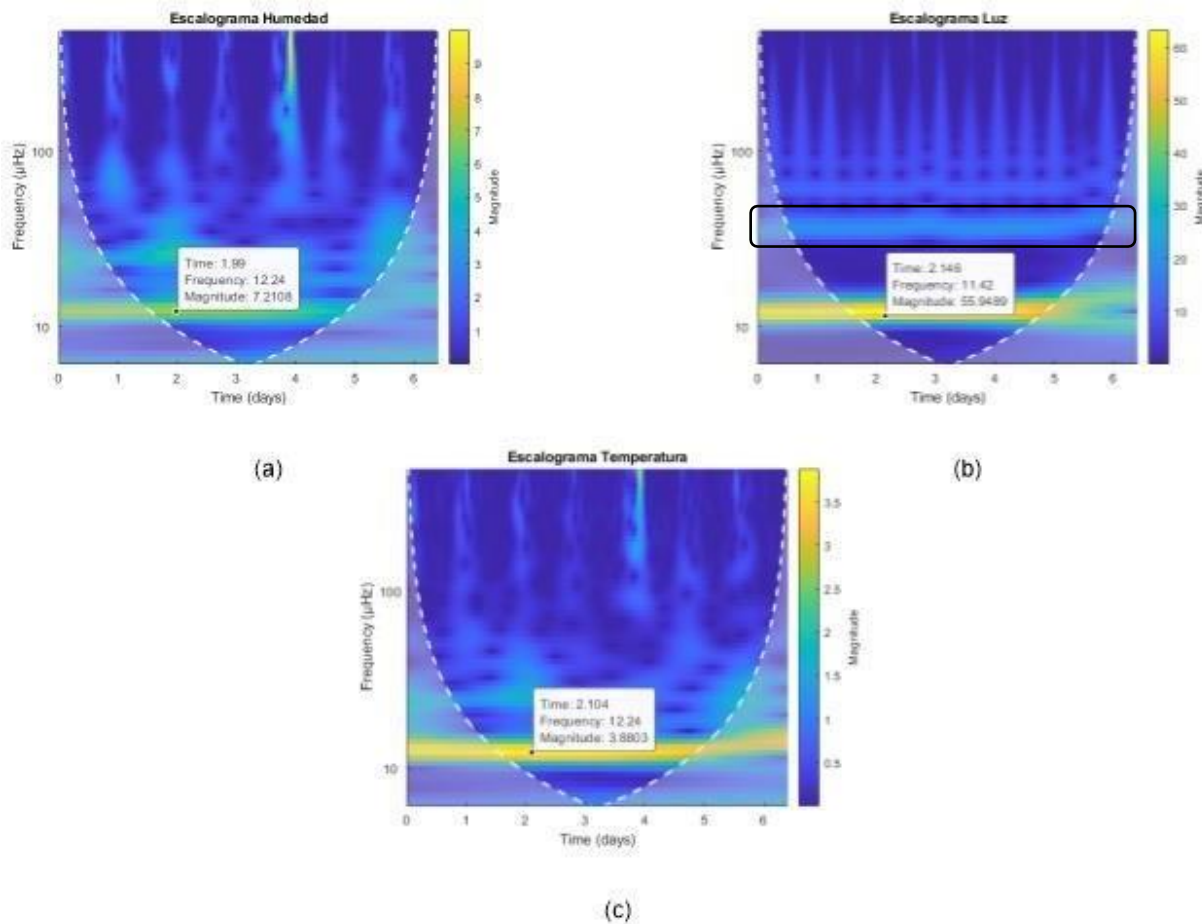 Escalograma Humedad
Frequency (μHz)
100
10
0 1 2 3 4 5 6
Time (days)
9
8
7
6
5
4
3
2
1
Magnitude
Time: 1.99
Frequency: 12.24
Magnitude: 7.2108
(a)
Escalograma Luz
Frequency (μHz)
100
10
0 1 2 3 4 5 6
Time (days)
60
50
40
30
20
10
Magnitude
Time: 2.146
Frequency: 11.42
Magnitude: 55.9489
(b)
Escalograma Temperatura
Frequency (μHz)
100
10
0 1 2 3 4 5 6
Time (days)
3.5
3
2.5
2
1.5
1
0.5
Magnitude
Time: 2.104
Frequency: 12.24
Magnitude: 3.8803
(c)